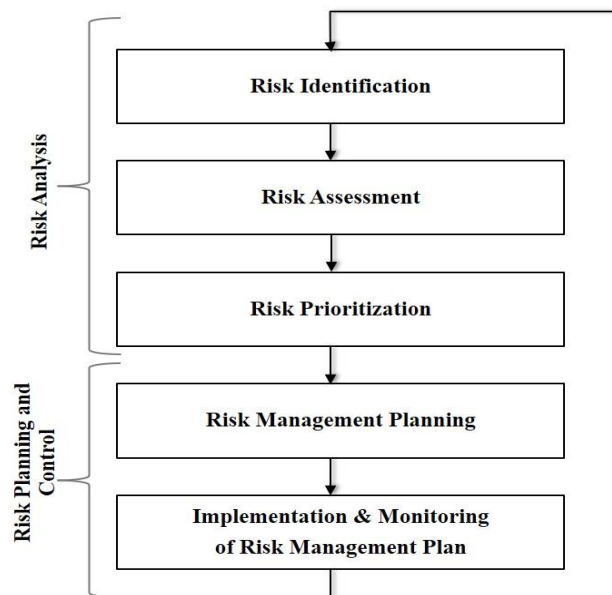 Risk Identification
Risk Analysis
Risk Assessment
Risk Prioritization
Risk Planning and
Control
Risk Management Planning
Implementation & Monitoring
of Risk Management Plan